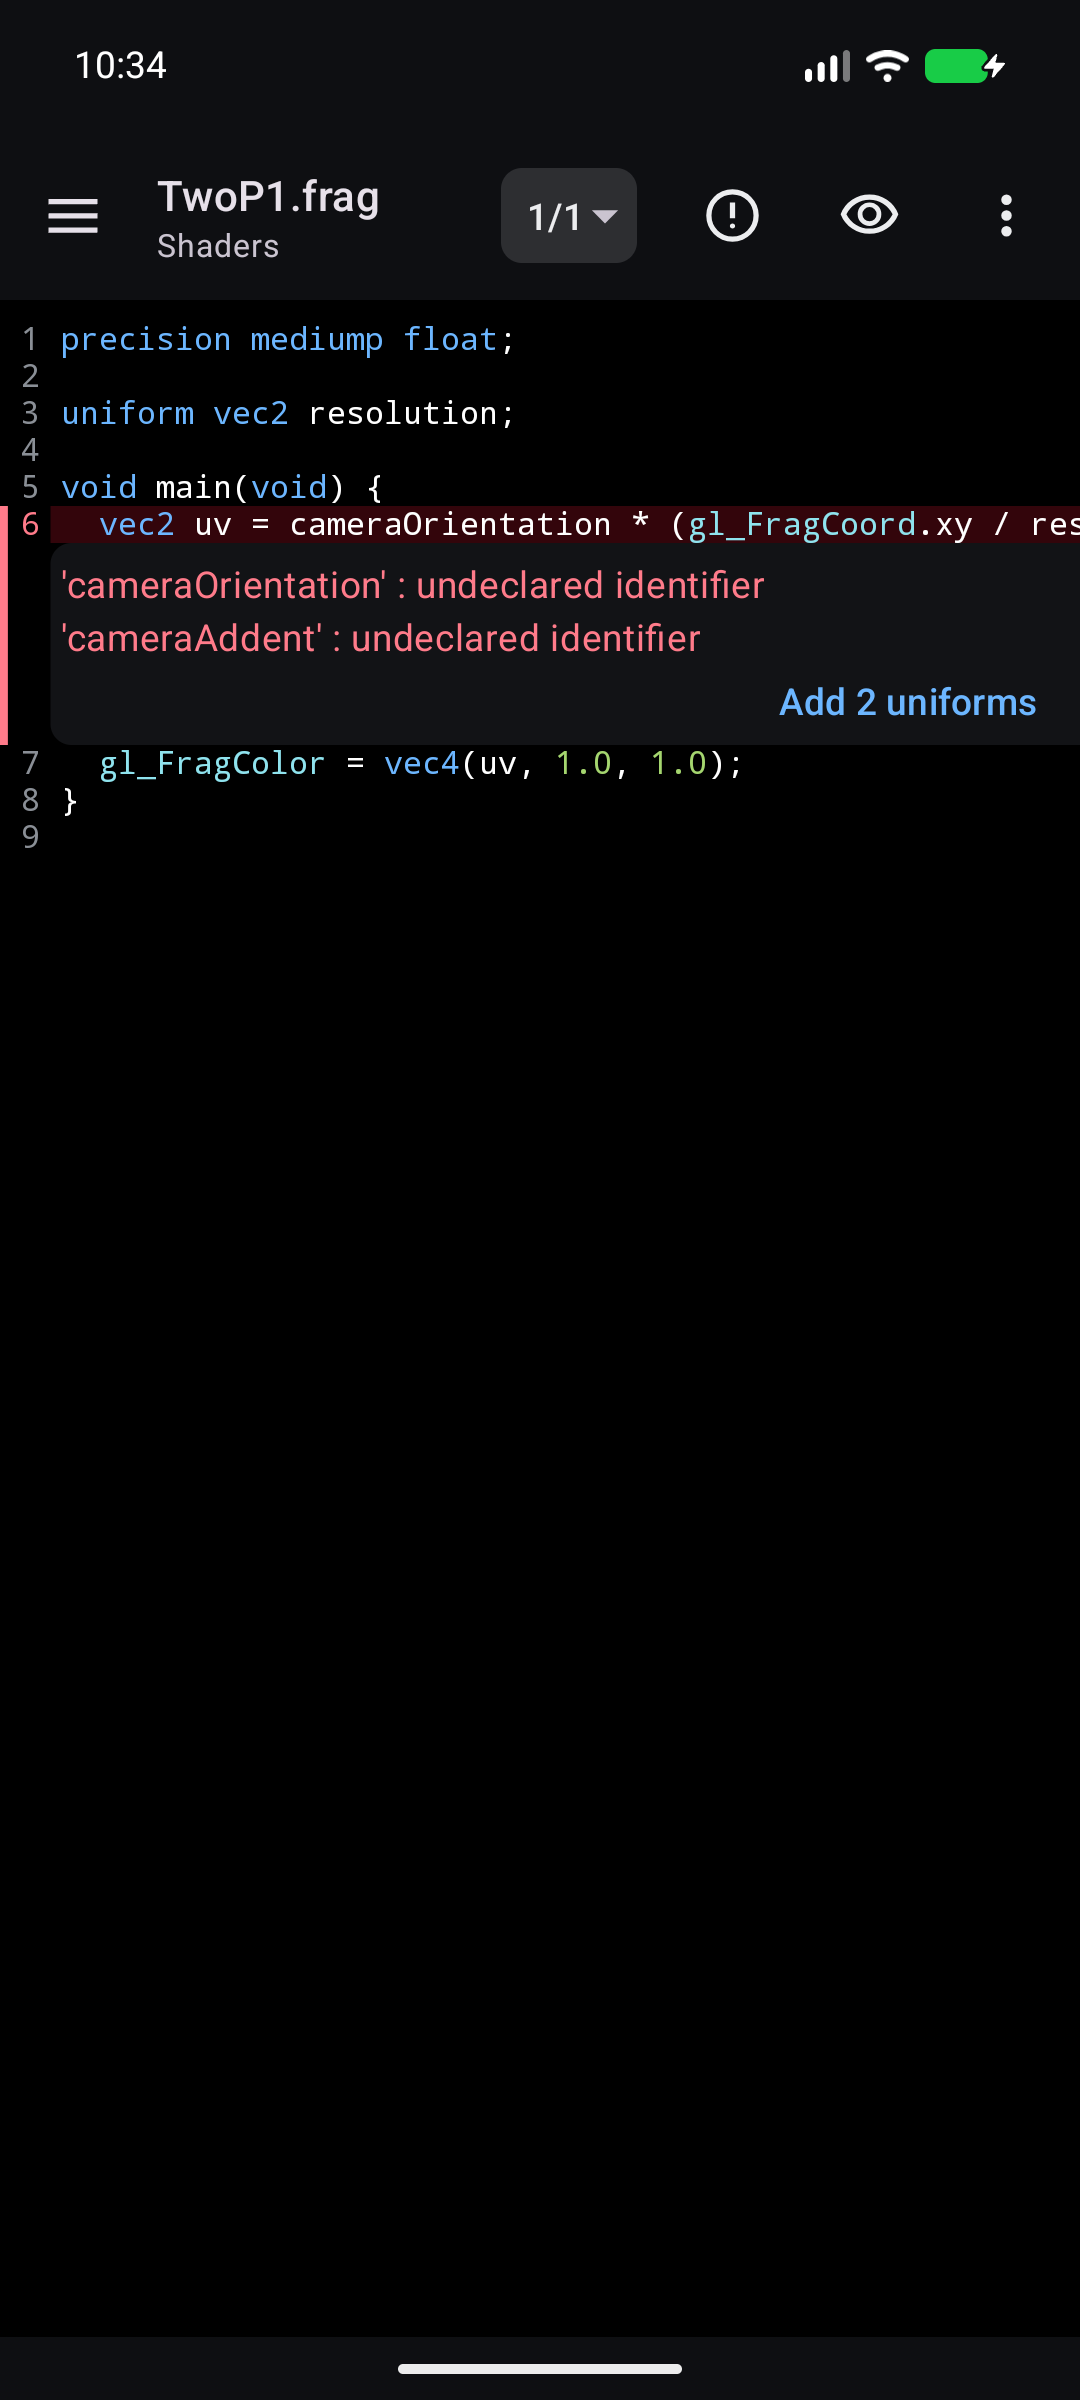 10:34
TwoP1.frag
Shaders
1/1
1 precision mediump float;
2
3 uniform vec2 resolution;
4
5 void main(void) {
6   vec2 uv = cameraOrientation * (gl_FragCoord.xy / res
'cameraOrientation' : undeclared identifier
'cameraAddent' : undeclared identifier
Add 2 uniforms
7   gl_FragColor = vec4(uv, 1.0, 1.0);
8 }
9